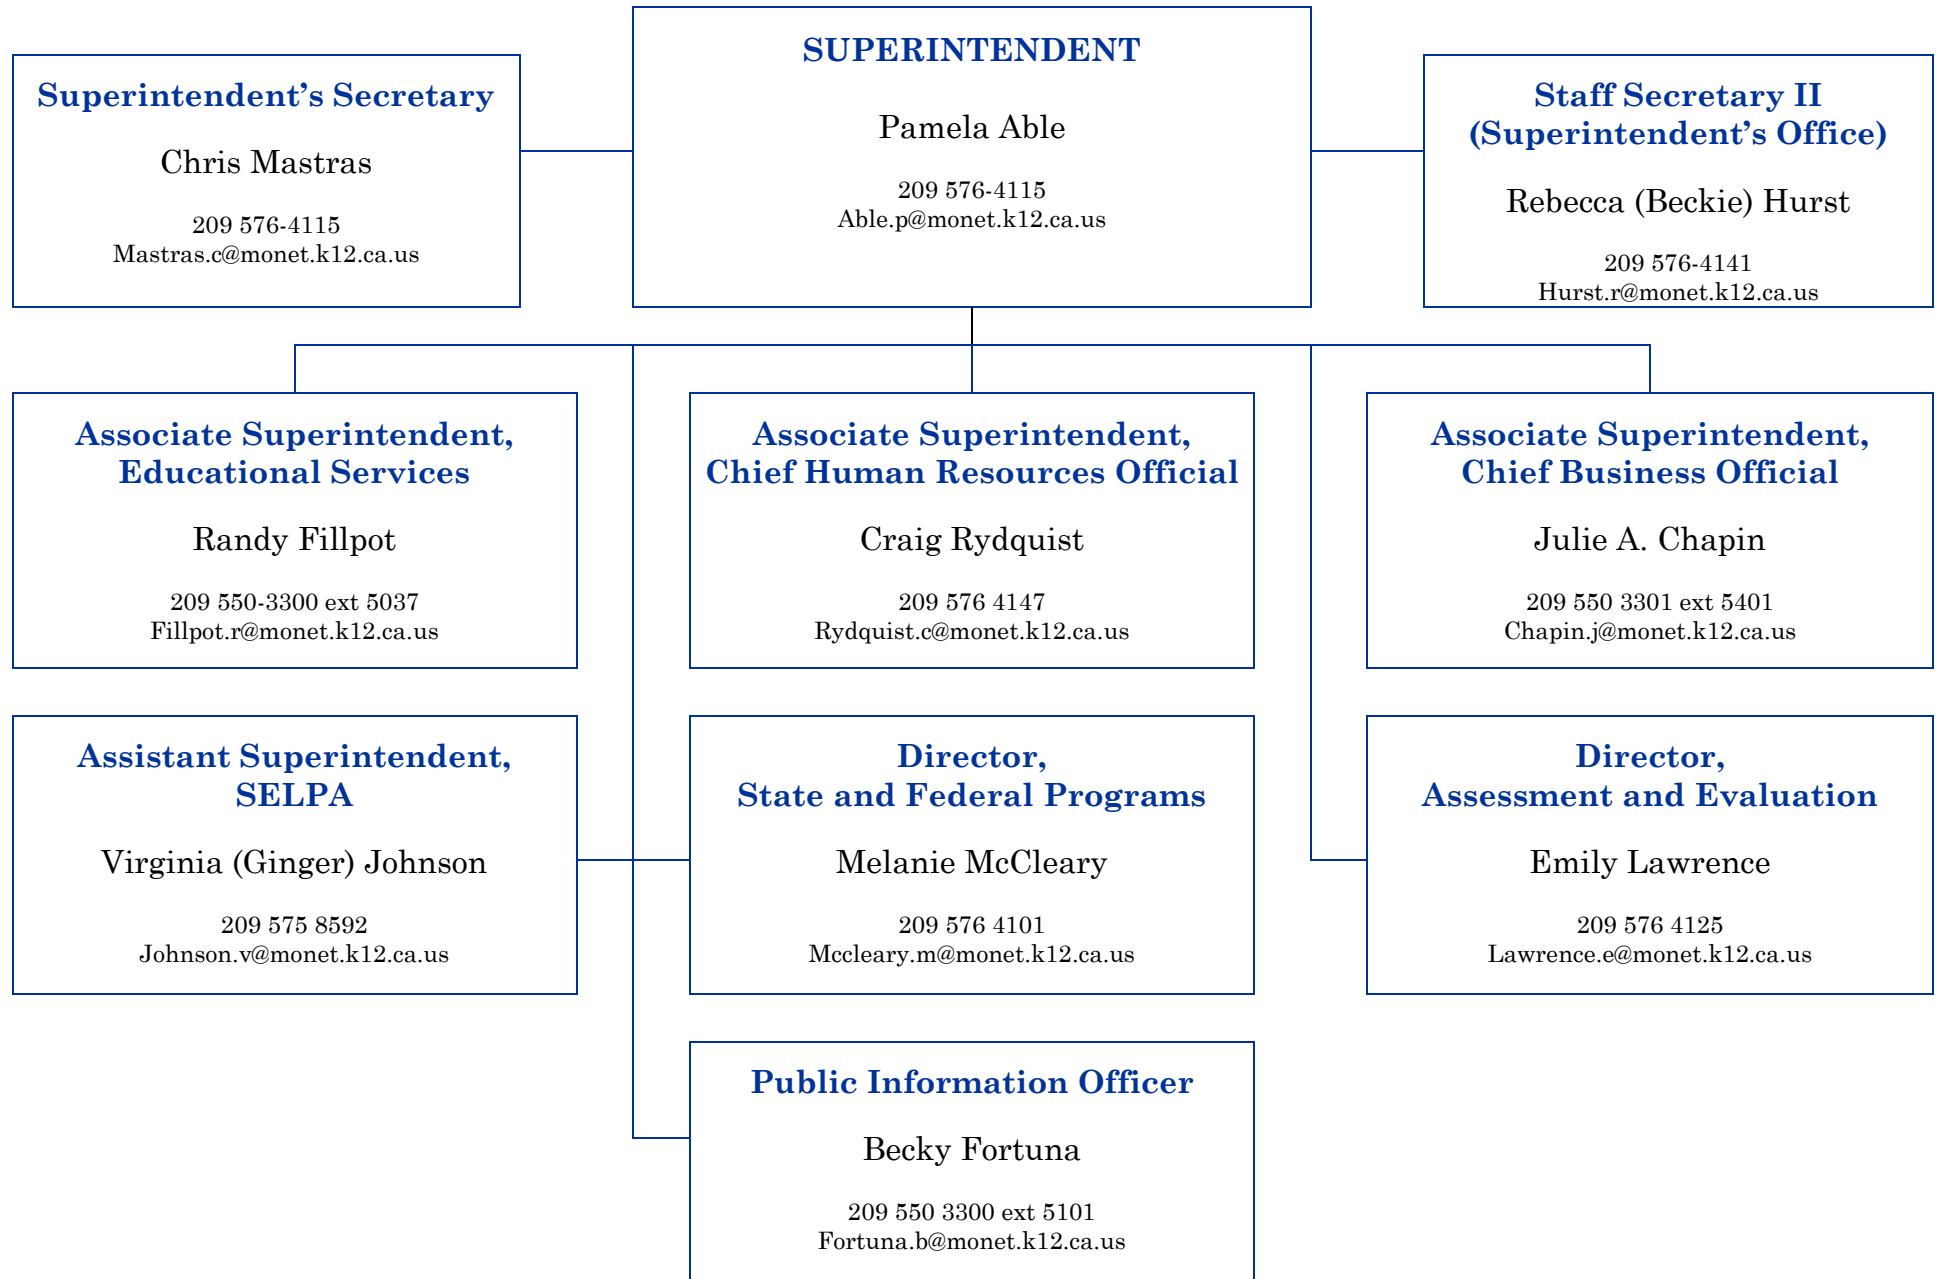 SUPERINTENDENT
Pamela Able
209 576-4115
Able.p@monet.k12.ca.us
Superintendent’s Secretary
Chris Mastras
209 576-4115
Mastras.c@monet.k12.ca.us
Staff Secretary II
(Superintendent’s Office)
Rebecca (Beckie) Hurst
209 576-4141
Hurst.r@monet.k12.ca.us
Associate Superintendent,
Educational Services
Randy Fillpot
209 550-3300 ext 5037
Fillpot.r@monet.k12.ca.us
Associate Superintendent,
Chief Human Resources Official
Craig Rydquist
209 576 4147
Rydquist.c@monet.k12.ca.us
Associate Superintendent,
Chief Business Official
Julie A. Chapin
209 550 3301 ext 5401
Chapin.j@monet.k12.ca.us
Assistant Superintendent,
SELPA
Virginia (Ginger) Johnson
209 575 8592
Johnson.v@monet.k12.ca.us
Director,
State and Federal Programs
Melanie McCleary
209 576 4101
Mccleary.m@monet.k12.ca.us
Director,
Assessment and Evaluation
Emily Lawrence
209 576 4125
Lawrence.e@monet.k12.ca.us
Public Information Officer
Becky Fortuna
209 550 3300 ext 5101
Fortuna.b@monet.k12.ca.us